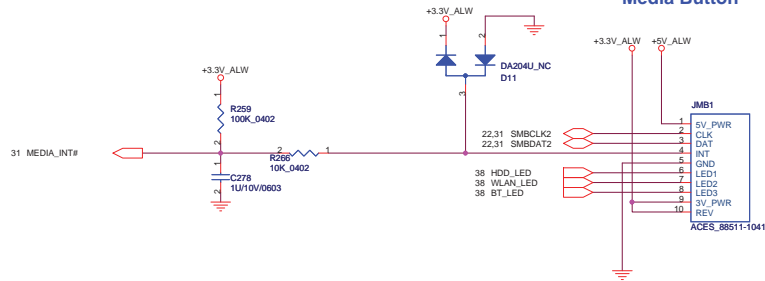 Media Button
+3.3V_ALW
1
2
DA204U_NC
D11
3
+3.3V_ALW
+5V_ALW
+3.3V_ALW
1
R259
100K_0402
2
31 MEDIA_INT#
2
R266
10K_0402
1
1
C278
1U/10V/0603
2
JMB1
1 5V_PWR
22,31 SMBCLK2 2 CLK
22,31 SMBDAT2 3 DAT
4 INT
5 GND
38 HDD_LED 6 LED1
38 WLAN_LED 7 LED2
38 BT_LED 8 LED3
9 3V_PWR
10 REV
ACES_88511-1041